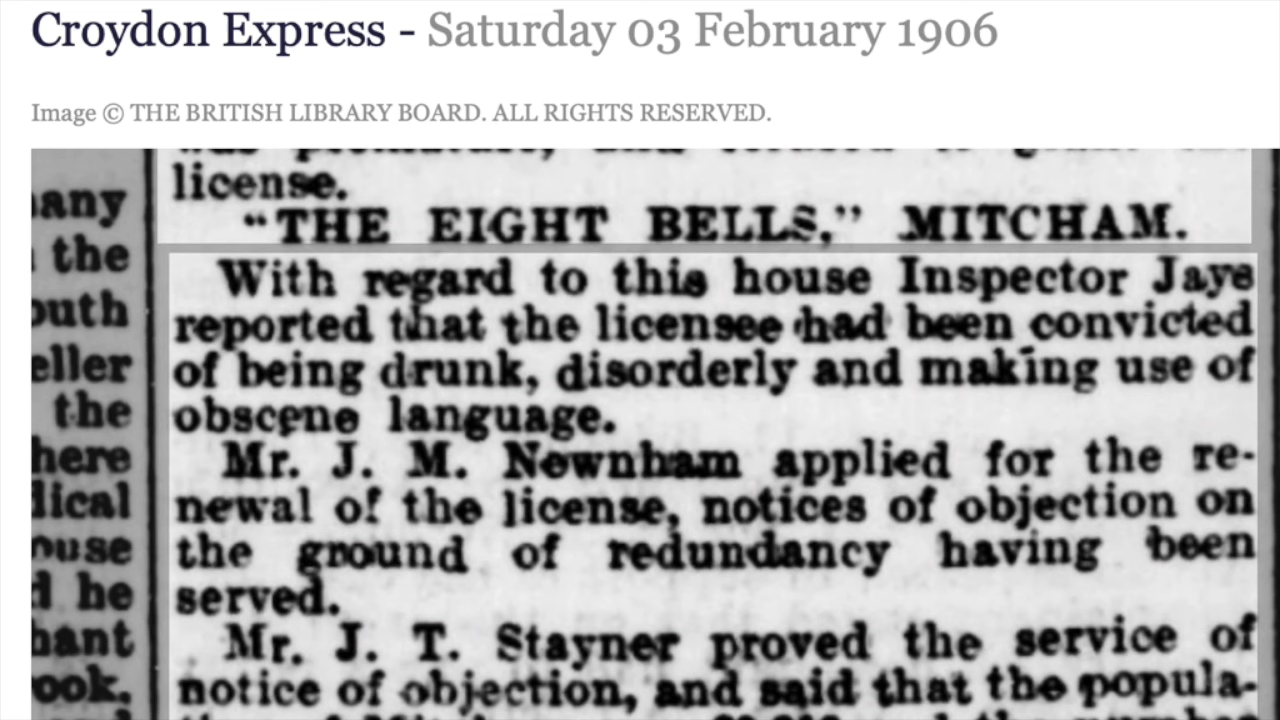 Croydon Express - Saturday 03 February 1906
Image © THE BRITISH LIBRARY BOARD. ALL RIGHTS RESERVED.
license.
"THE EIGHT BELLS," MITCHAM.
With regard to this house Inspector Jaye
reported that the licensee had been convicted
of being drunk, disorderly and making use of
obscene language.
Mr. J. M. Newnham applied for the re-
newal of the license, notices of objection on
the ground of redundancy having been
served.
Mr. J. T. Stayner proved the service of
notice of objection, and said that the popula-
any
the
outh
eller
the
here
lical
ouse
he
hant
ook.